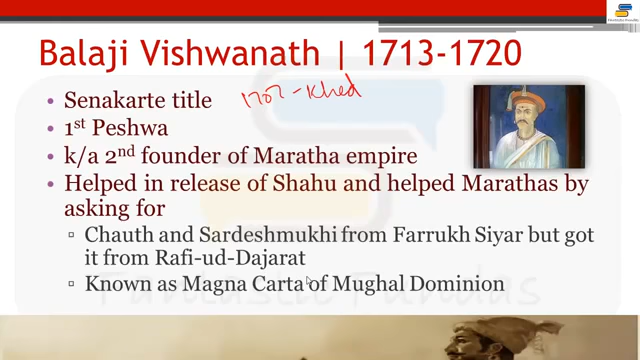 Balaji Vishwanath | 1713-1720
• Senakarte title 1707 - Khed
• 1st Peshwa
• k/a 2nd founder of Maratha empire
• Helped in release of Shahu and helped Marathas by
asking for
▫ Chauth and Sardeshmukhi from Farrukh Siyar but got
it from Rafi-ud-Dajarat
▫ Known as Magna Carta of Mughal Dominion
Fantastic Fundas